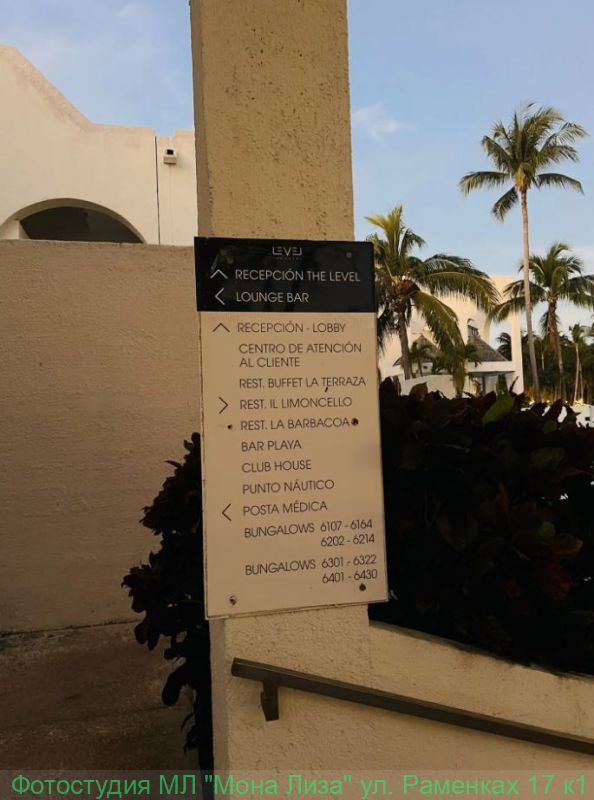 LEVEL
RECEPCIÓN THE LEVEL
LOUNGE BAR
RECEPCIÓN - LOBBY
CENTRO DE ATENCIÓN
AL CLIENTE
REST. BUFFET LA TERRAZA
REST. IL LIMONCELLO
REST. LA BARBACOA
BAR PLAYA
CLUB HOUSE
PUNTO NÁUTICO
POSTA MÉDICA
BUNGALOWS 6107 - 6164
6202 - 6214
BUNGALOWS 6301 - 6322
6401 - 6430
Фотостудия МЛ "Мона Лиза" ул. Раменках 17 к1